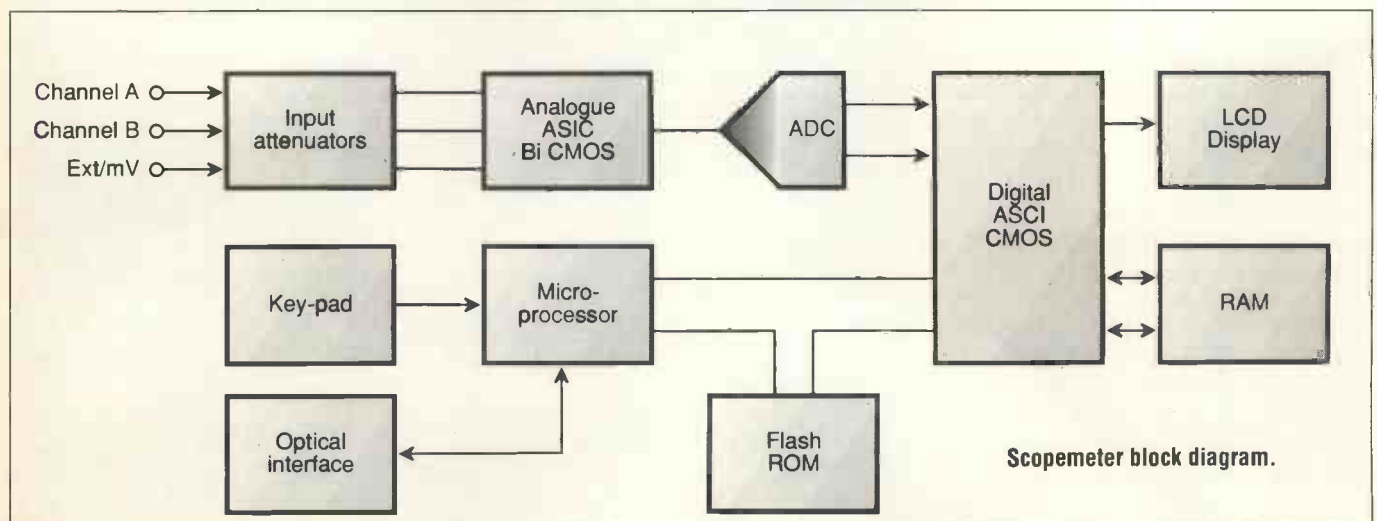 Channel A
Channel B
Ext/mV
Input
attenuators
Analogue
ASIC
Bi CMOS
ADC
Digital
ASCI
CMOS
LCD
Display
Key-pad
Micro-
processor
RAM
Optical
interface
Flash
ROM
Scopemeter block diagram.